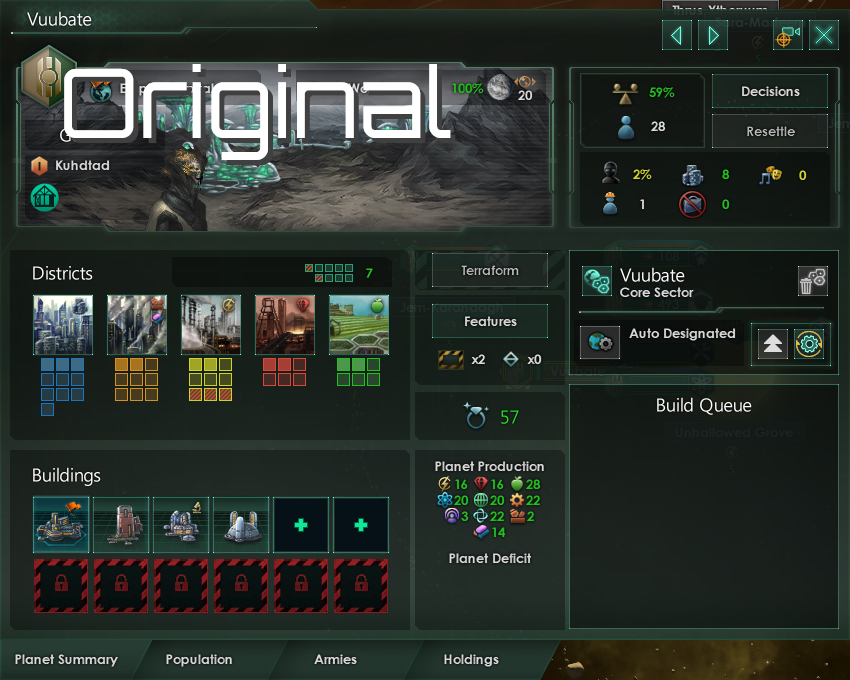 Vuubate
Original
100%
20
Kuhdtad
59%
28
Decisions
Resettle
2%
8
0
1
0
Districts
7
Terraform
Features
x2
x0
57
Vuubate
Core Sector
Auto Designated
Build Queue
Unhallowed Grove
Buildings
Planet Production
16 16 28
20 20 22
3 22 2
14
Planet Deficit
Planet Summary
Population
Armies
Holdings